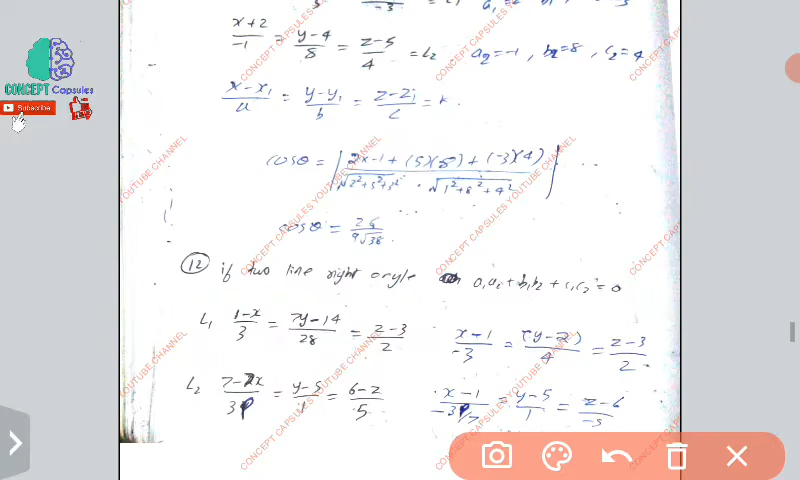 CONCEPT Capsules
Subscribe
x+2/-1 = y-4/8 = z-5/4 = L2 a2=-1, b2=8, c2=4
x-x1/a = y-y1/b = z-z1/c = k.
cosθ = |2x-1+(5)(8)+(-3)(4)/√2²+5²+3² · √1²+8²+4²|
cosθ = 26/9√38.
(12) if two line right angle a1a2+b1b2+c1c2=0
L1 1-x/3 = 7y-14/28 = z-3/2 x-1/-3 = (y-2)/4 = z-3/2.
L2 7-7x/3p = y-5/1 = 6-z/5 x-1/-3p/7 = y-5/1 = z-6/-5
CONCEPT CAPSULES YOUTUBE CHANNEL